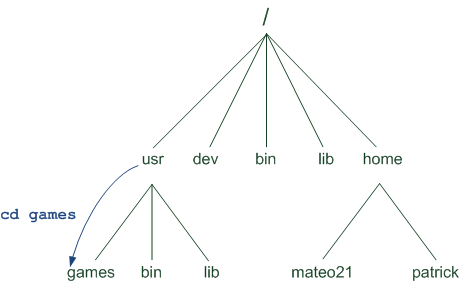 /
usr dev bin lib home
cd games
games bin lib mateo21 patrick